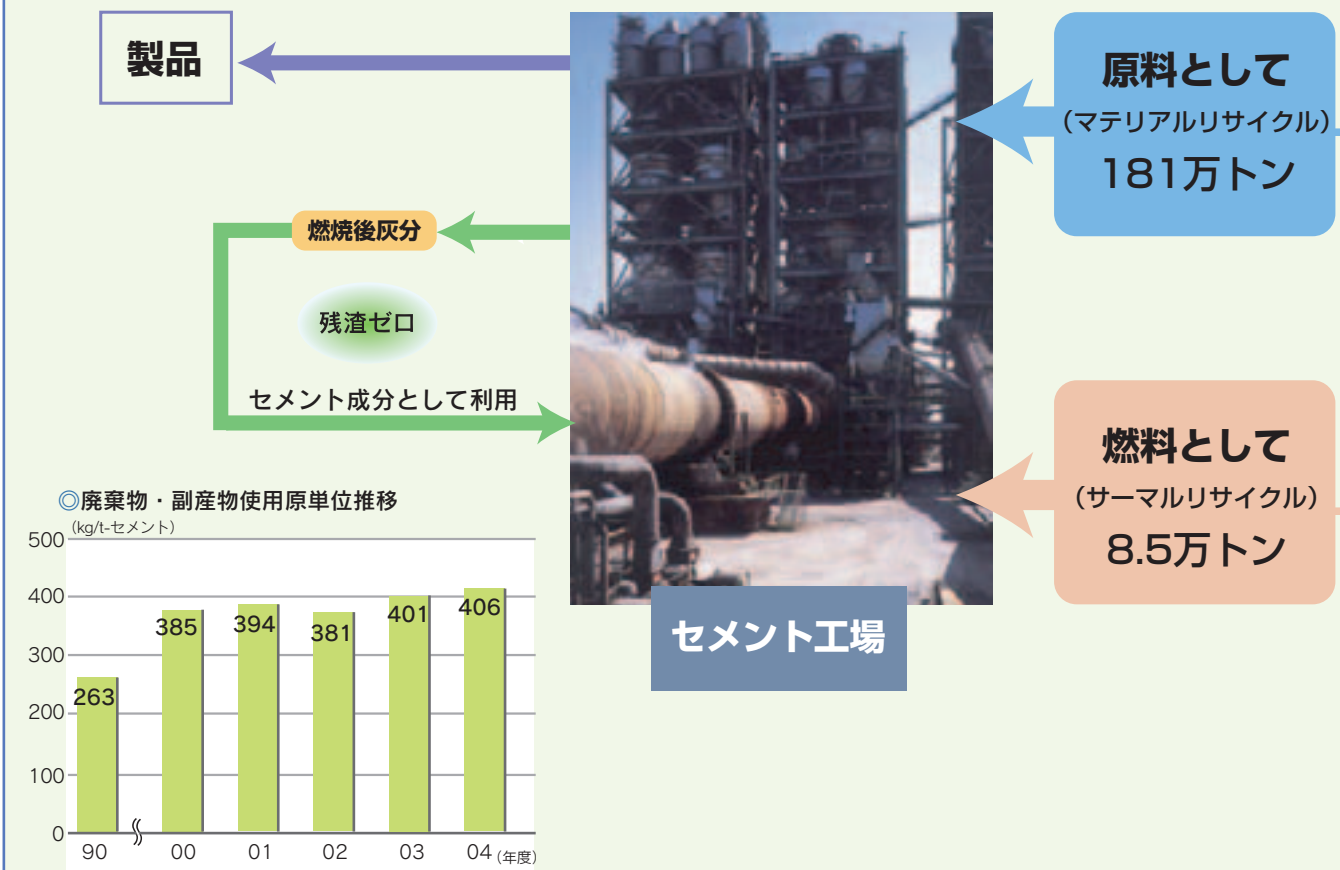 製品
原料として
（マテリアルリサイクル）
181万トン
燃焼後灰分
残渣ゼロ
セメント成分として利用
燃料として
（サーマルリサイクル）
8.5万トン
セメント工場
◎廃棄物・副産物使用原単位推移
（kg/t-セメント）
500
400
300
200
100
0
263
385
394
381
401
406
90 00 01 02 03 04（年度）